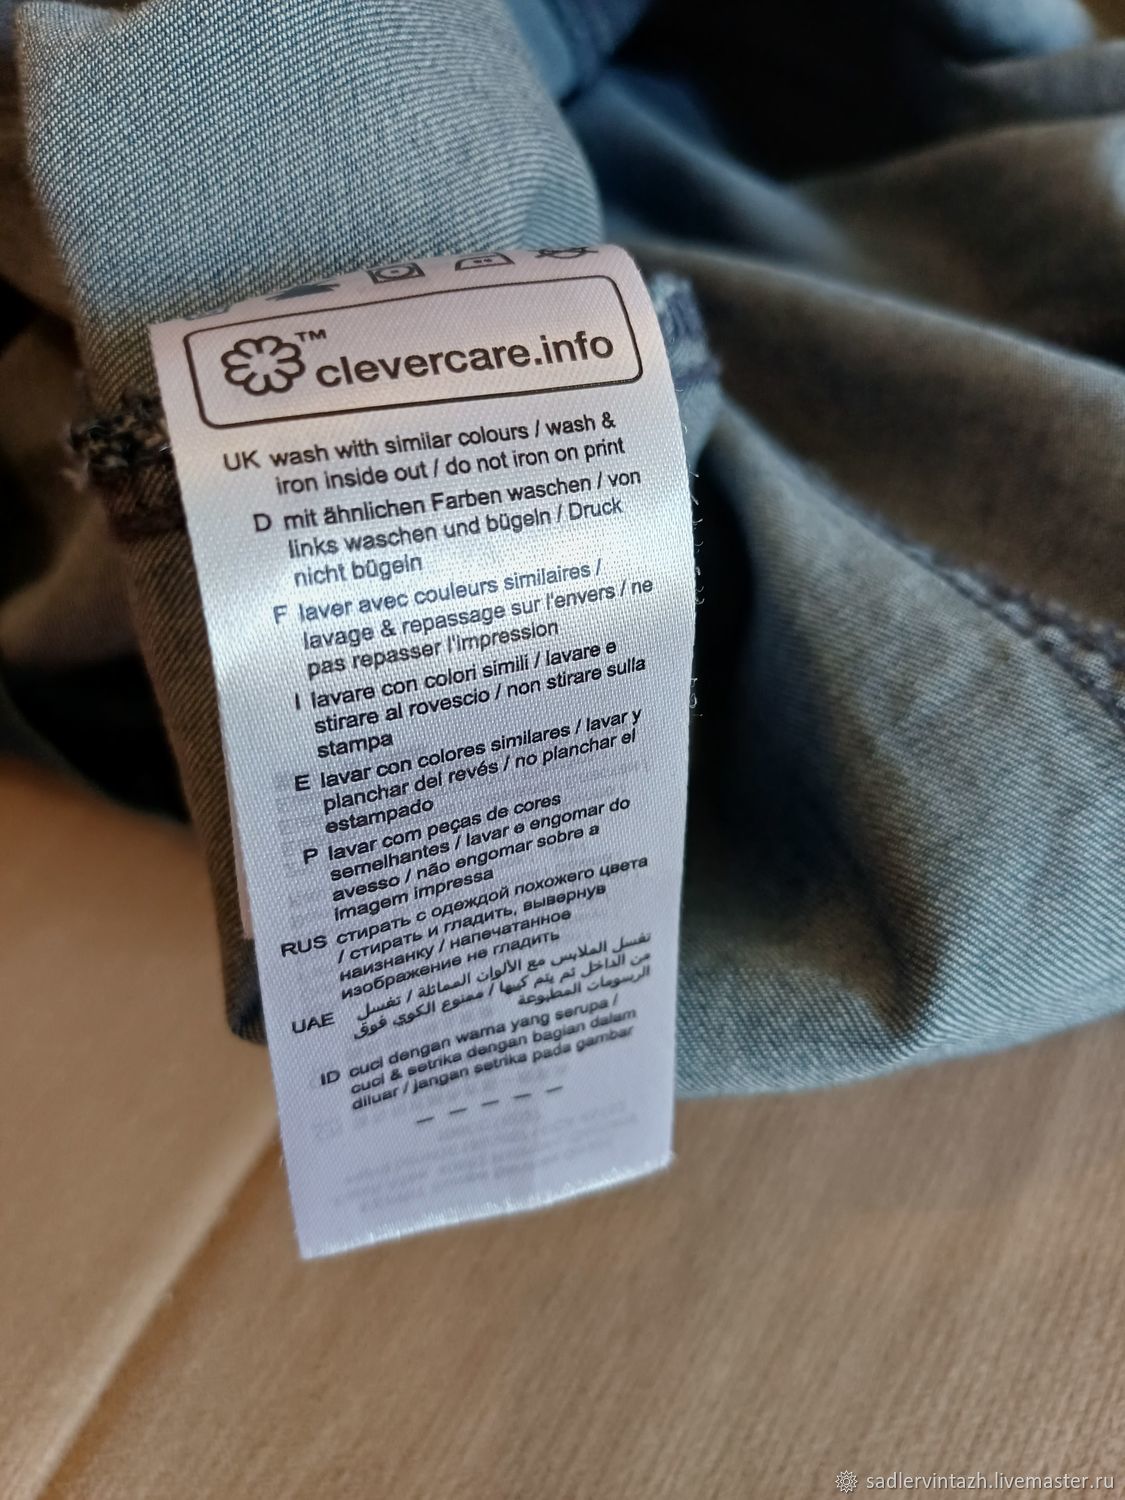 clevercare.info
TM
UK wash with similar colours / wash &
iron inside out / do not iron on print
D mit ähnlichen Farben waschen / von
links waschen und bügeln / Druck
nicht bügeln
F laver avec couleurs similaires /
lavage & repassage sur l'envers / ne
pas repasser l'impression
I lavare con colori simili / lavare e
stirare al rovescio / non stirare sulla
stampa
E lavar con colores similares / lavar y
planchar del revés / no planchar el
estampado
P lavar com peças de cores
semelhantes / lavar e engomar do
avesso / não engomar sobre a
imagem impressa
RUS стирать с одеждой похожего цвета
/ стирать и гладить, вывернув
наизнанку / напечатанное
изображение не гладить
UAE تغسل الملابس مع الألوان المماثلة / تغسل
من الداخل ثم يتم كيها / ممنوع الكوي فوق
الرسومات المطبوعة
ID cuci dengan warna yang serupa /
cuci & setrika dengan bagian dalam
diluar / jangan setrika pada gambar
sadlervintazh.livemaster.ru